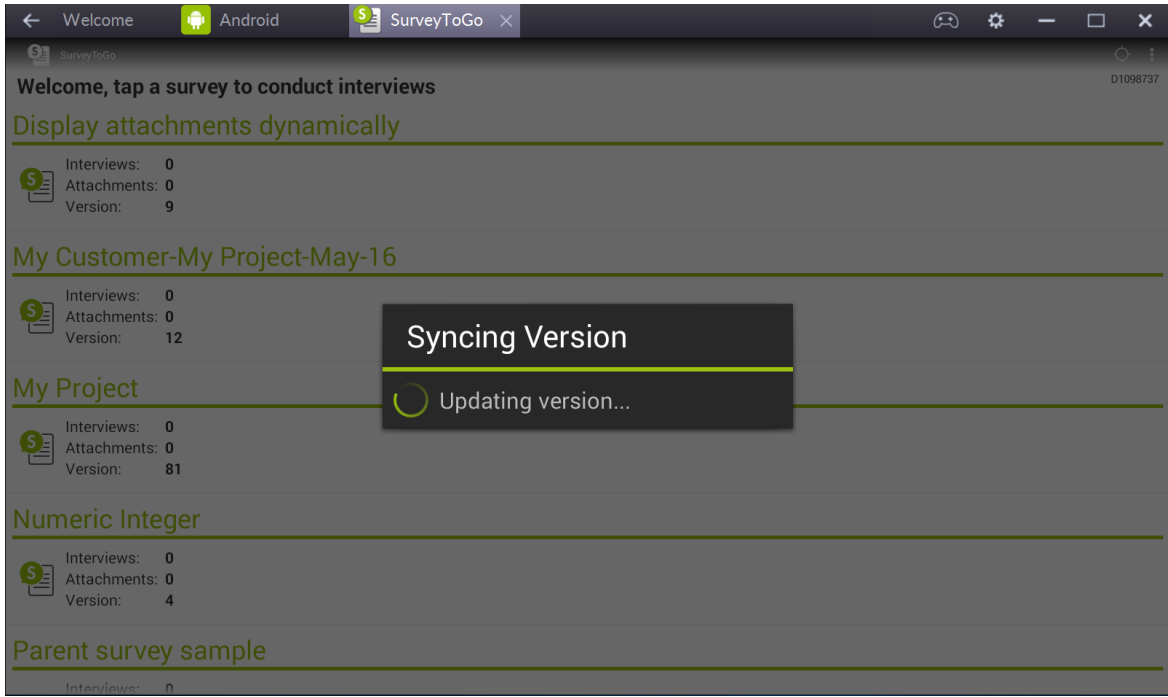 Welcome Android SurveyToGo
SurveyToGo
Welcome, tap a survey to conduct interviews D1098737
Display attachments dynamically
Interviews: 0
Attachments: 0
Version: 9
My Customer-My Project-May-16
Interviews: 0
Attachments: 0
Version: 12
Syncing Version
Updating version...
My Project
Interviews: 0
Attachments: 0
Version: 81
Numeric Integer
Interviews: 0
Attachments: 0
Version: 4
Parent survey sample
Interviews: 0